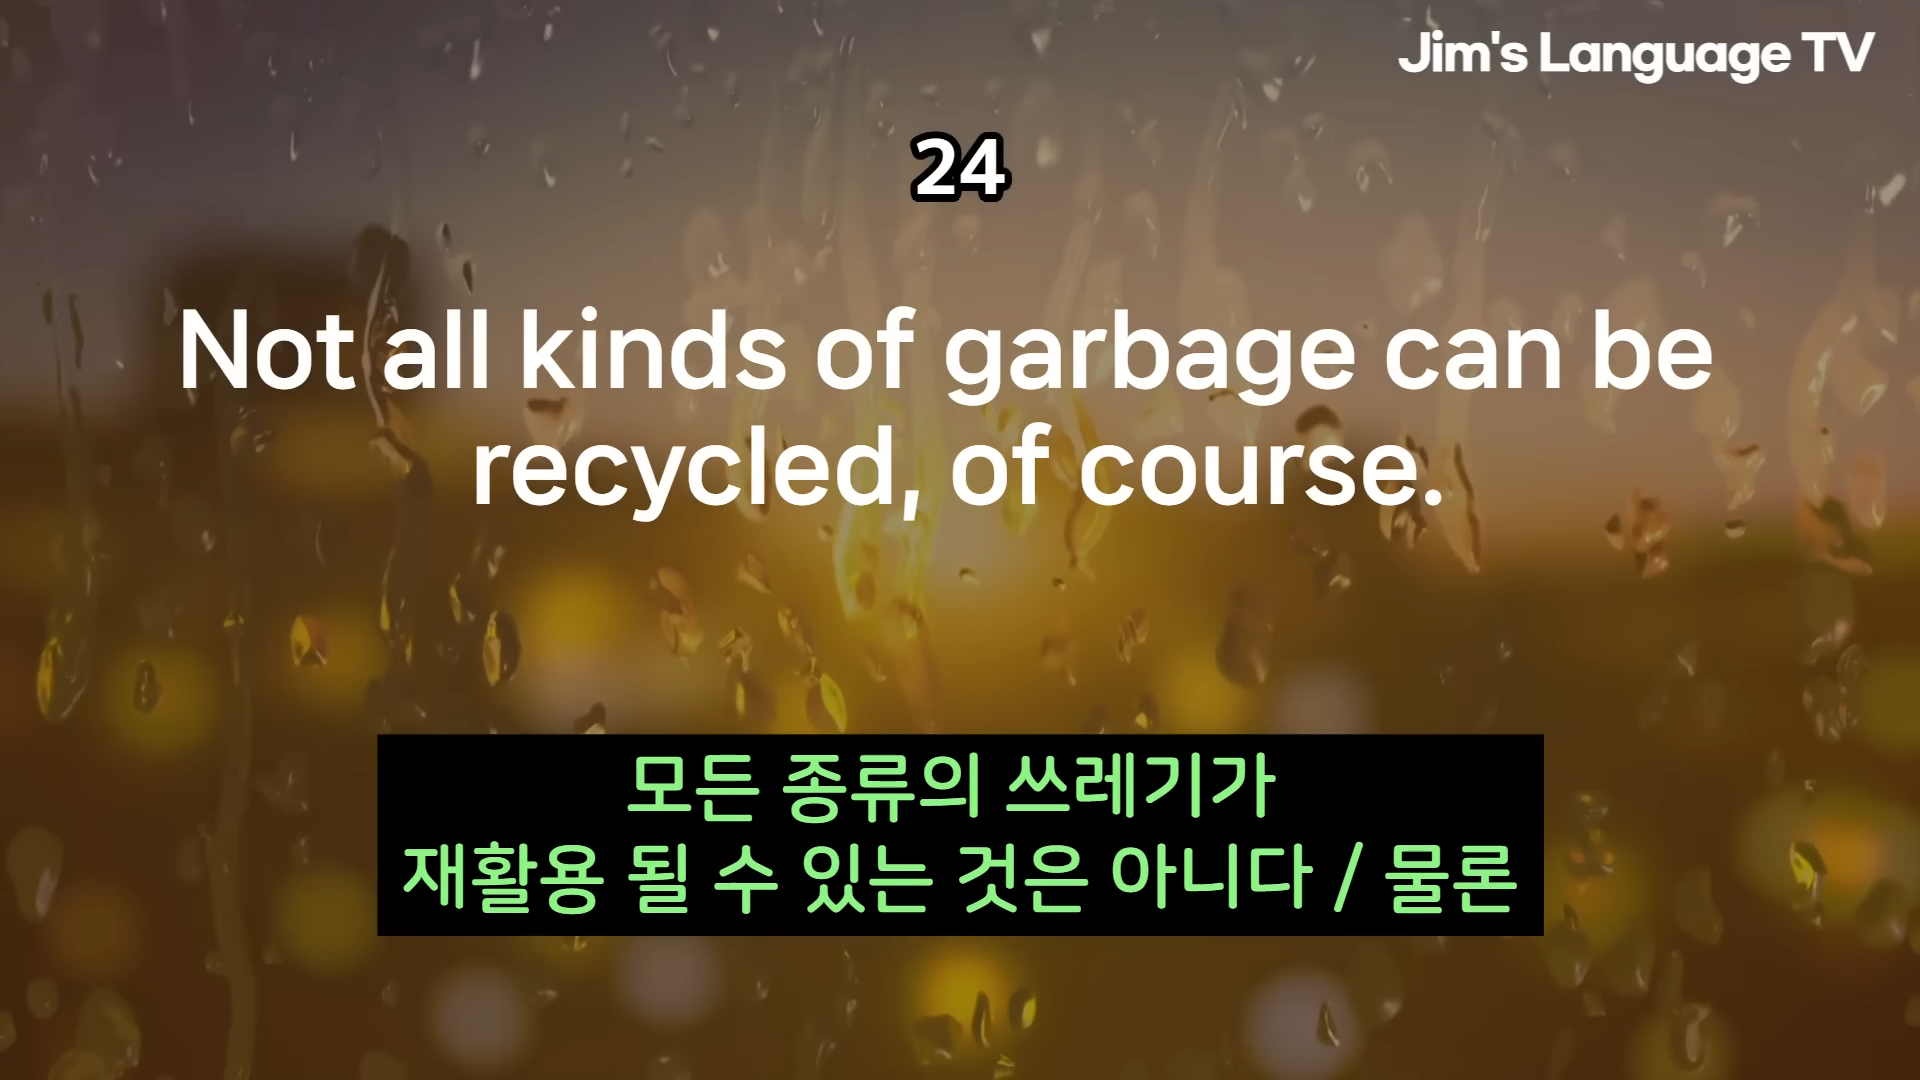 Jim's Language TV
24
Not all kinds of garbage can be
recycled, of course.
모든 종류의 쓰레기가
재활용 될 수 있는 것은 아니다 / 물론